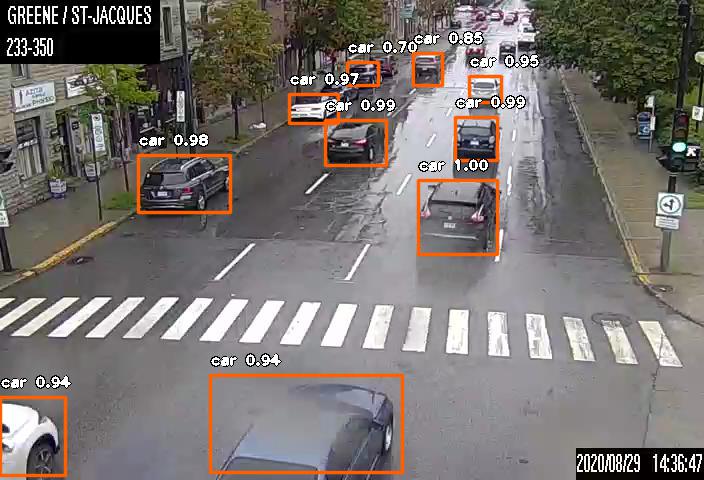 GREENE / ST-JACQUES
233-350
car 0.85
car 0.70
car 0.95
car 0.97
car 0.99
car 0.99
car 0.98
car 1.00
car 0.94
car 0.94
2020/08/29 14:36:47